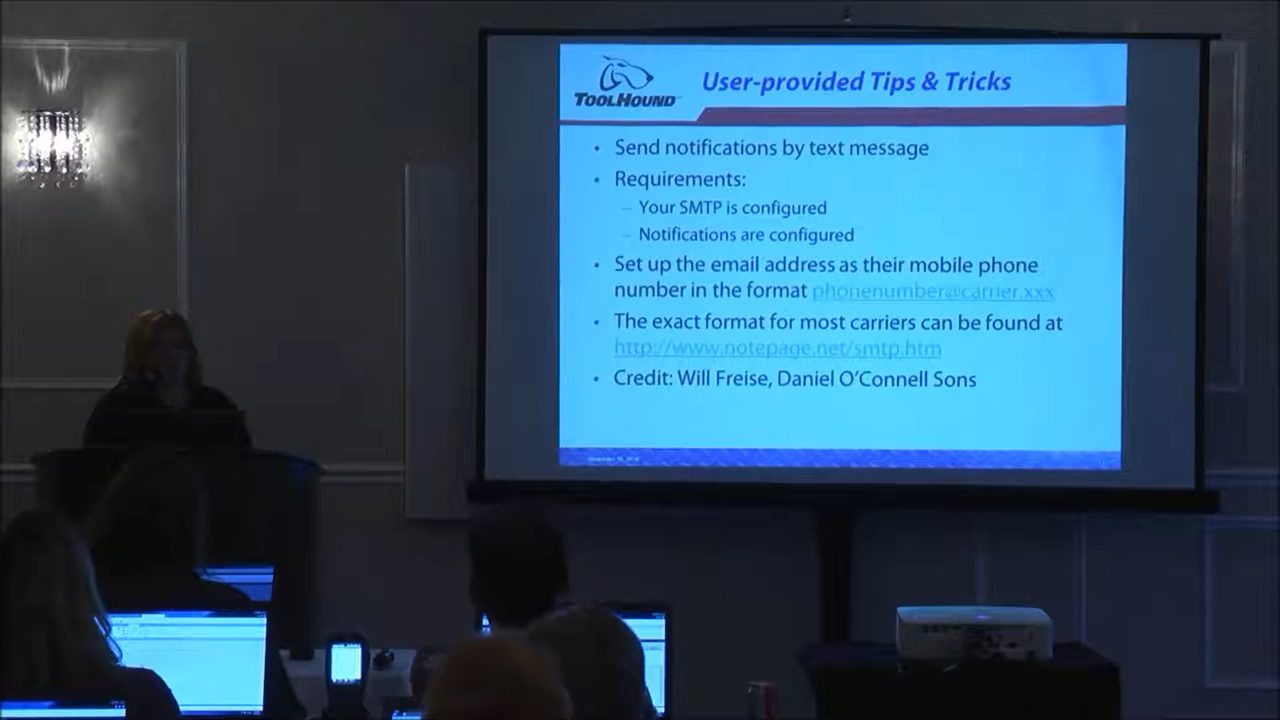 User-provided Tips & Tricks
TOOLHOUND
• Send notifications by text message
• Requirements:
– Your SMTP is configured
– Notifications are configured
• Set up the email address as their mobile phone
number in the format phonenumber@carrier.xxx
• The exact format for most carriers can be found at
http://www.notepage.net/smtp.htm
• Credit: Will Freise, Daniel O'Connell Sons